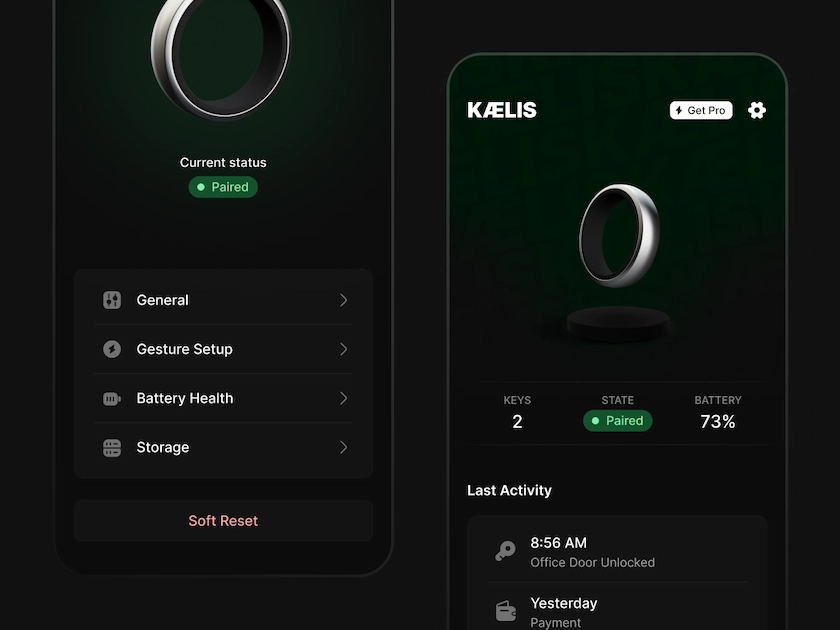 Current status
Paired
General
Gesture Setup
Battery Health
Storage
Soft Reset
KÆLIS
Get Pro
KEYS
STATE
BATTERY
2
Paired
73%
Last Activity
8:56 AM
Office Door Unlocked
Yesterday
Payment